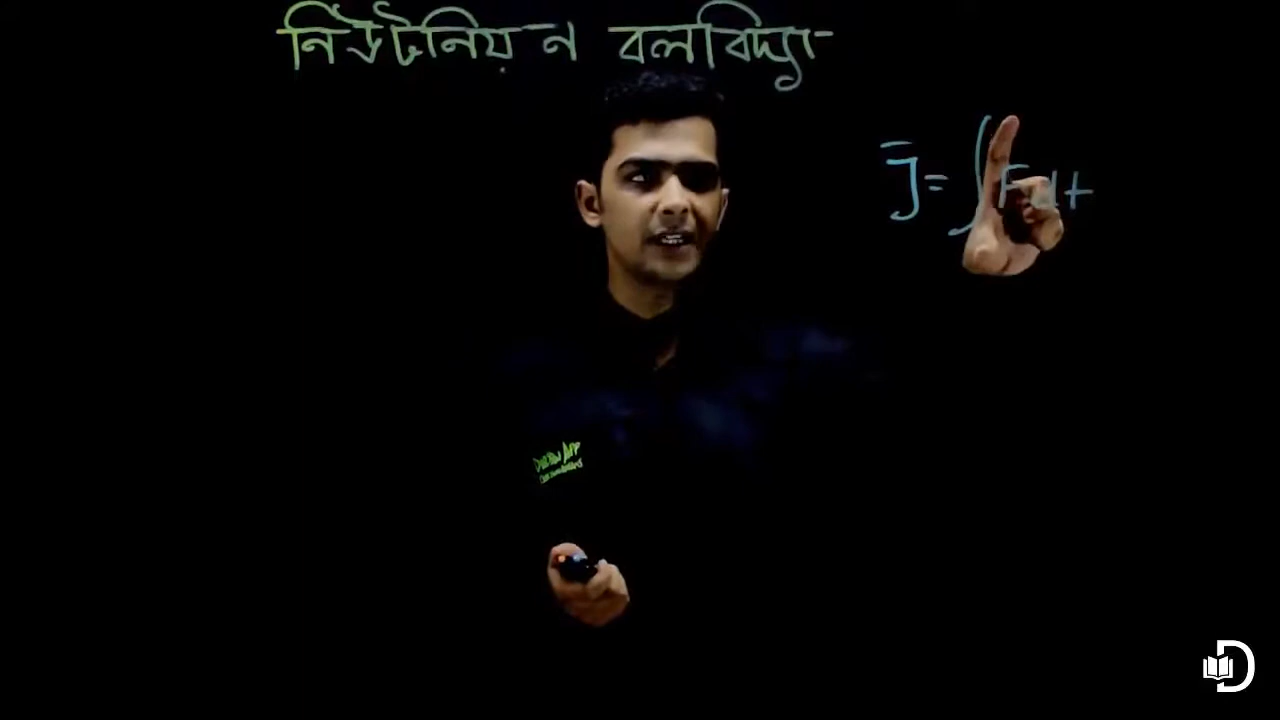 নিউটনিয়ান বলবিদ্যা
J̄ = ∫ F dt